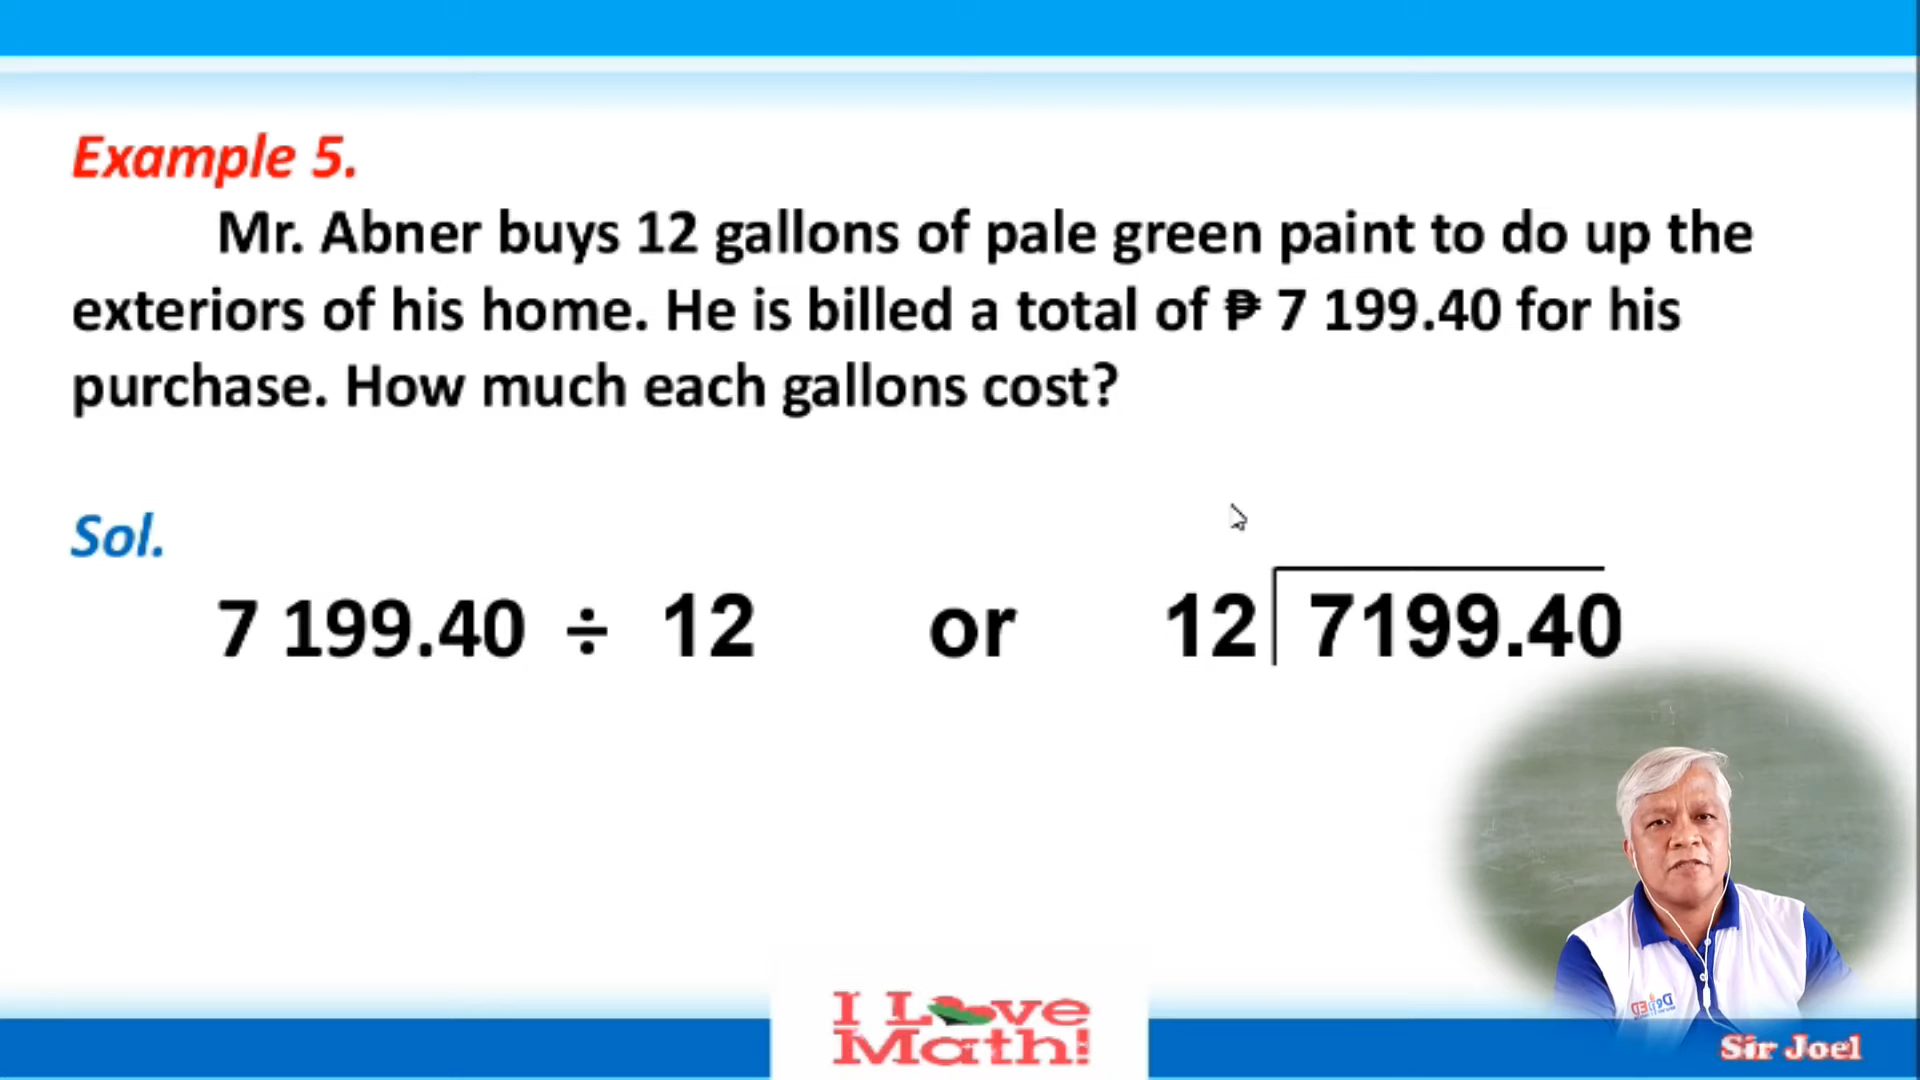 Example 5.
Mr. Abner buys 12 gallons of pale green paint to do up the
exteriors of his home. He is billed a total of ₱ 7 199.40 for his
purchase. How much each gallons cost?
Sol.
7 199.40 ÷ 12 or 12 7199.40
DepED
I Love
Math!
Sir Joel